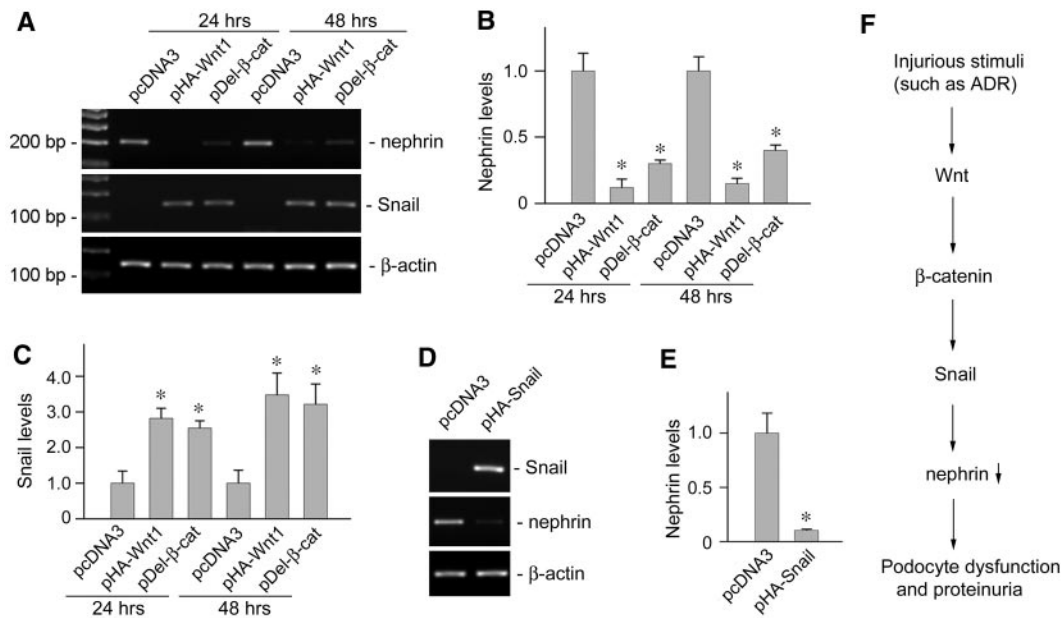 A
24 hrs
48 hrs
pcDNA3
pHA-Wnt1
pDel-β-cat
pcDNA3
pHA-Wnt1
pDel-β-cat
200 bp -
- nephrin
100 bp -
- Snail
100 bp -
- β-actin
B
Nephrin levels
1.0
0.5
0
* * * *
pcDNA3
pHA-Wnt1
pDel-β-cat
pcDNA3
pHA-Wnt1
pDel-β-cat
24 hrs
48 hrs
C
Snail levels
4.0
3.0
2.0
1.0
0
* * * *
pcDNA3
pHA-Wnt1
pDel-β-cat
pcDNA3
pHA-Wnt1
pDel-β-cat
24 hrs
48 hrs
D
pcDNA3
pHA-Snail
- Snail
- nephrin
- β-actin
E
Nephrin levels
1.0
0.5
0
*
pcDNA3
pHA-Snail
F
Injurious stimuli
(such as ADR)
Wnt
β-catenin
Snail
nephrin ↓
Podocyte dysfunction
and proteinuria